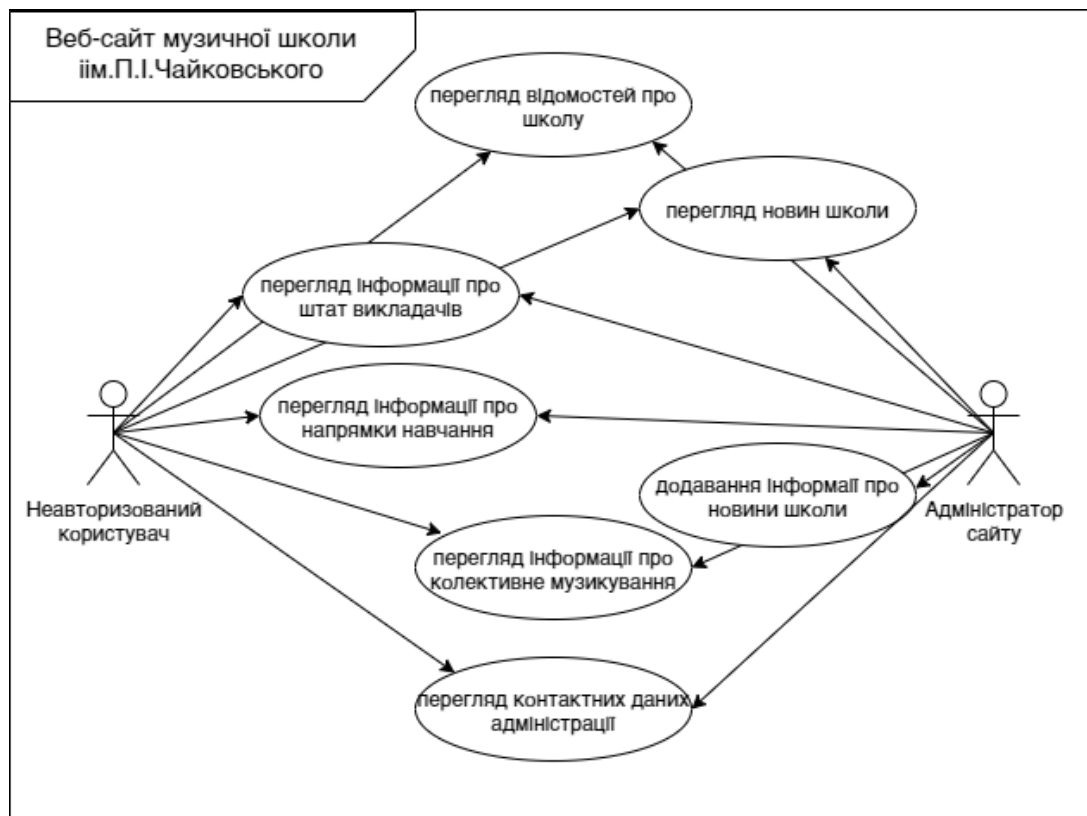 Веб-сайт музичної школи
іім.П.І.Чайковського
перегляд відомостей про
школу
перегляд новин школи
перегляд інформації про
штат викладачів
перегляд інформації про
напрямки навчання
додавання інформаії про
новини школи
Неавторизований
користувач
Адміністратор
сайту
перегляд інформації про
колективне музикування
перегляд контактних даних
адміністрації